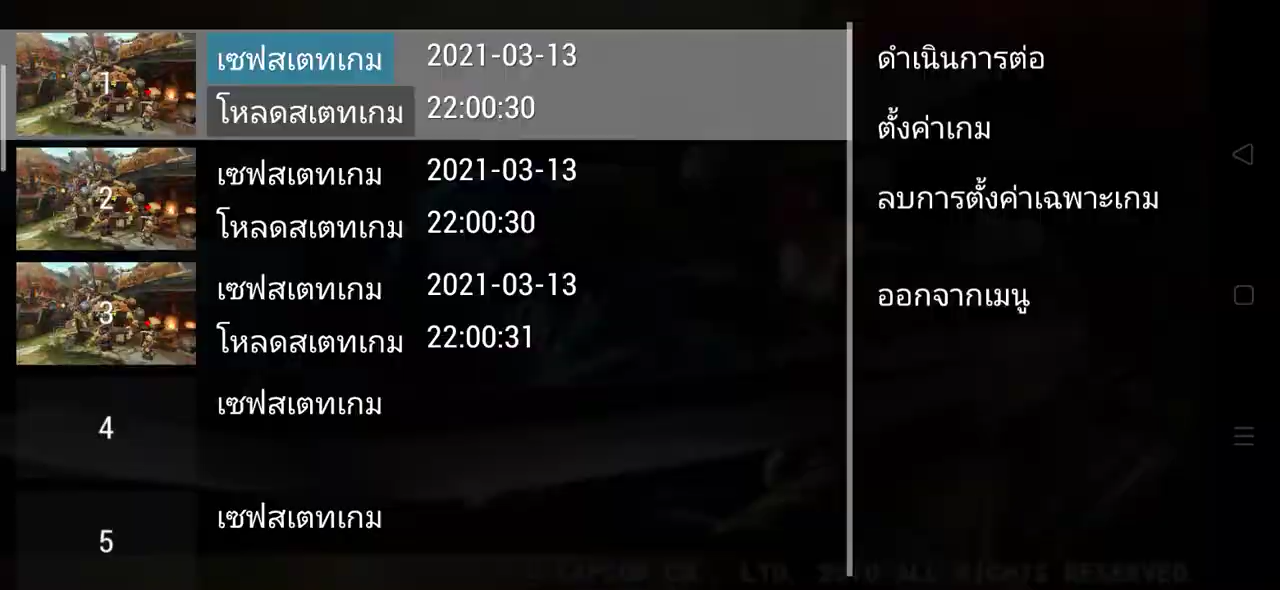 1
เซฟสเตทเกม
2021-03-13
โหลดสเตทเกม
22:00:30
2
เซฟสเตทเกม
2021-03-13
โหลดสเตทเกม
22:00:30
3
เซฟสเตทเกม
2021-03-13
โหลดสเตทเกม
22:00:31
4
เซฟสเตทเกม
5
เซฟสเตทเกม
ดำเนินการต่อ
ตั้งค่าเกม
ลบการตั้งค่าเฉพาะเกม
ออกจากเมนู
LTD. ALL RIGHTS RESERVED.